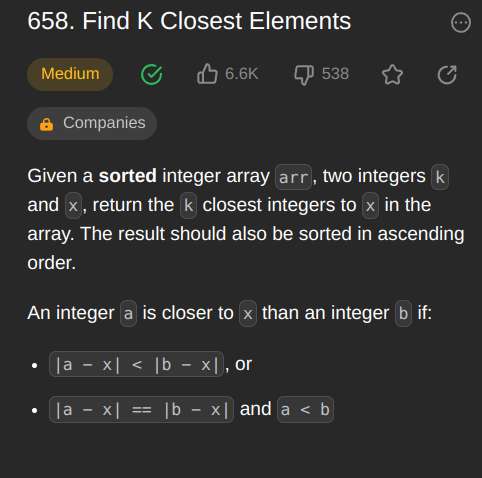 658. Find K Closest Elements
Medium 6.6K 538
Companies
Given a sorted integer array arr, two integers k
and x, return the k closest integers to x in the
array. The result should also be sorted in ascending
order.
An integer a is closer to x than an integer b if:
• |a - x| < |b - x|, or
• |a - x| == |b - x| and a < b